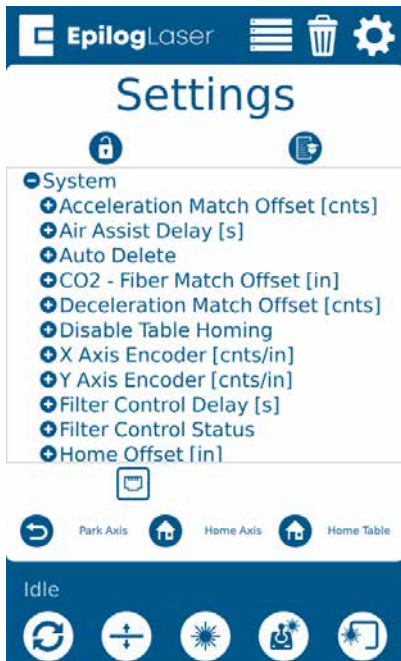 EpilogLaser
Settings
System
Acceleration Match Offset [cnts]
Air Assist Delay [s]
Auto Delete
CO2 - Fiber Match Offset [in]
Deceleration Match Offset [cnts]
Disable Table Homing
X Axis Encoder [cnts/in]
Y Axis Encoder [cnts/in]
Filter Control Delay [s]
Filter Control Status
Home Offset [in]
Park Axis Home Axis Home Table
Idle